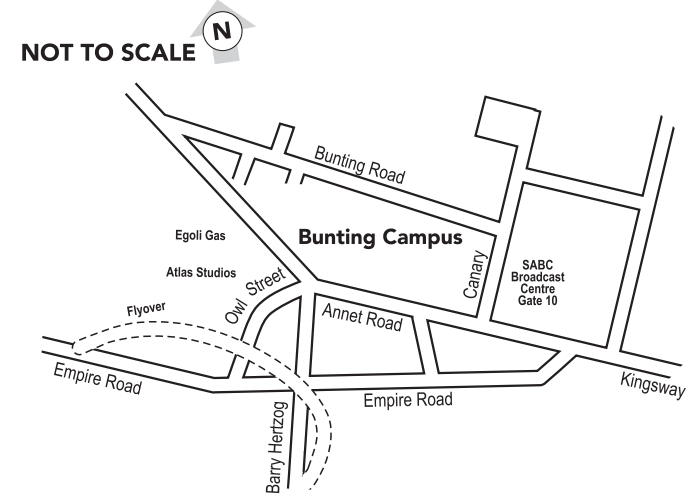 N
NOT TO SCALE
Bunting Road
Egoli Gas
Bunting Campus
Atlas Studios
Canary
SABC
Broadcast
Centre
Gate 10
Owl Street
Flyover
Annet Road
Empire Road
Kingsway
Empire Road
Barry Hertzog